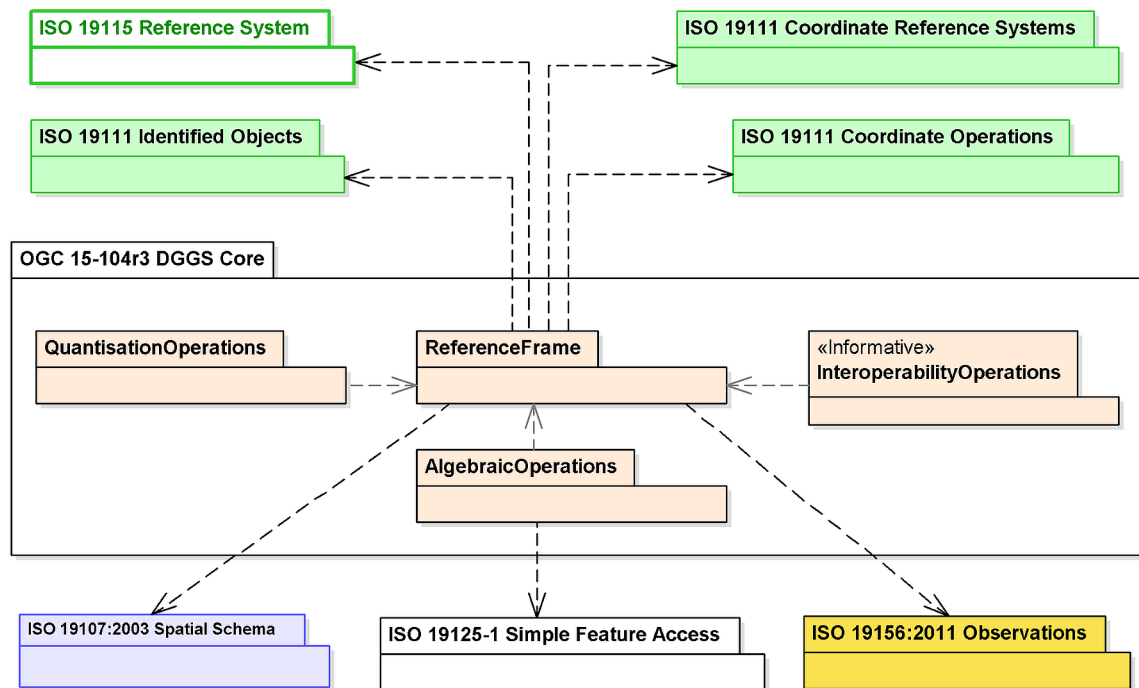 ISO 19115 Reference System
ISO 19111 Coordinate Reference Systems
ISO 19111 Identified Objects
ISO 19111 Coordinate Operations
OGC 15-104r3 DGGS Core
QuantisationOperations
ReferenceFrame
«Informative»
InteroperabilityOperations
AlgebraicOperations
ISO 19107:2003 Spatial Schema
ISO 19125-1 Simple Feature Access
ISO 19156:2011 Observations